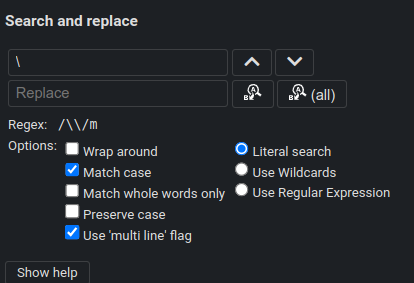 Search and replace
\
Replace
(all)
Regex: /\\/m
Options:
Wrap around
Literal search
Match case
Use Wildcards
Match whole words only
Use Regular Expression
Preserve case
Use 'multi line' flag
Show help